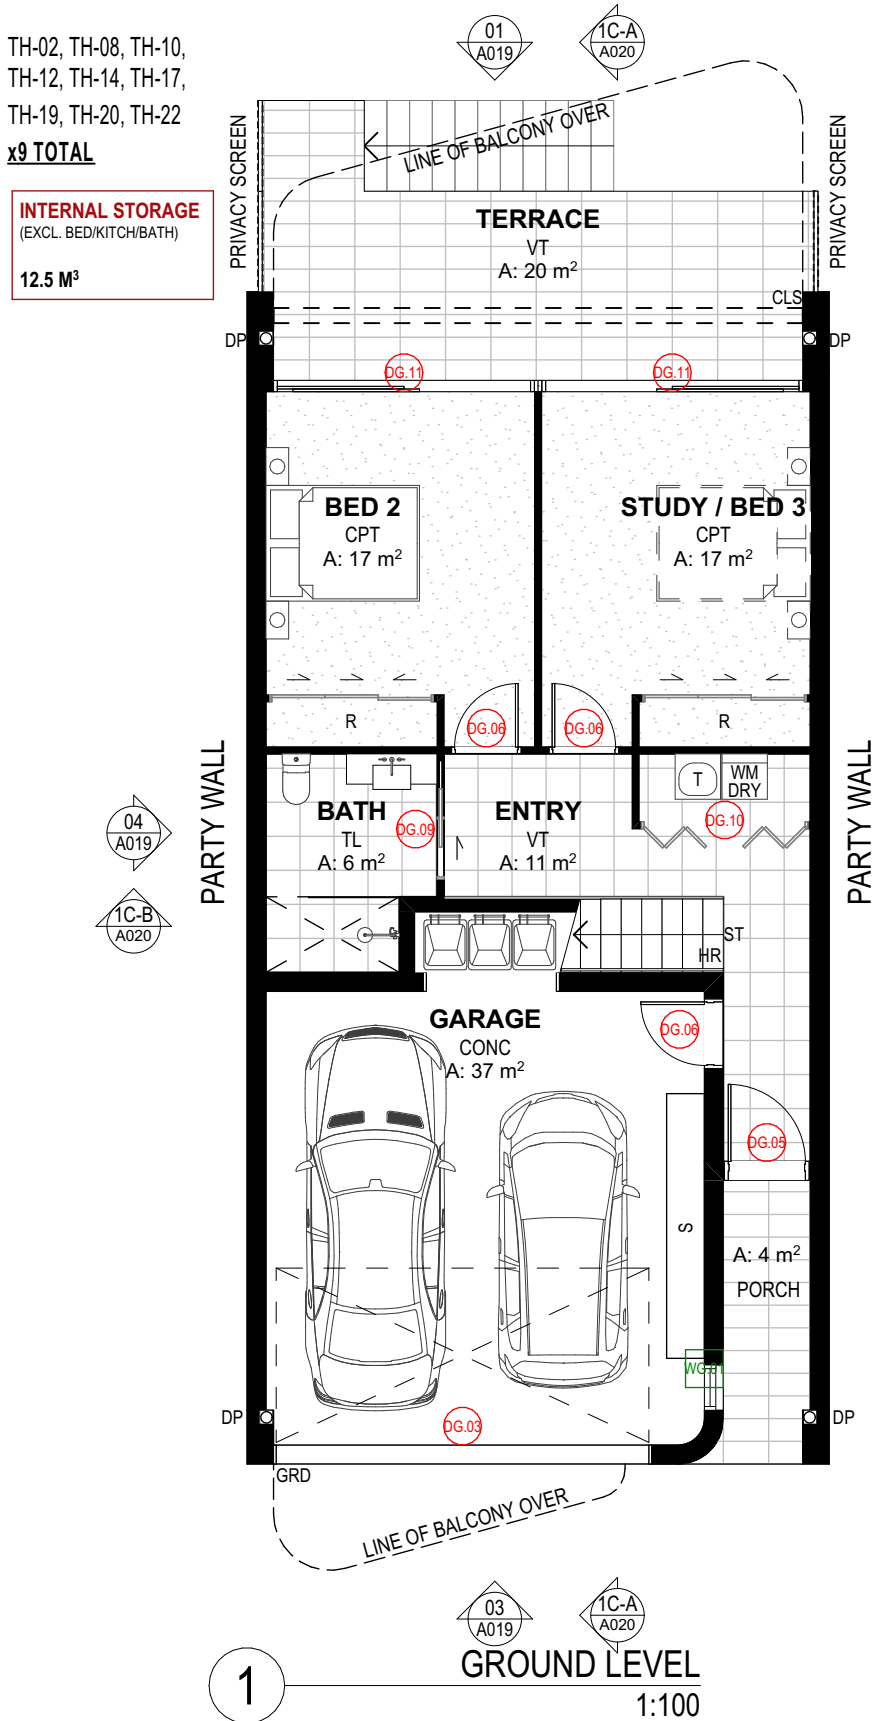 TH-02, TH-08, TH-10,
TH-12, TH-14, TH-17,
TH-19, TH-20, TH-22
x9 TOTAL
INTERNAL STORAGE
(EXCL. BED/KITCH/BATH)
12.5 M³
01
A019
1C-A
A020
PRIVACY SCREEN
LINE OF BALCONY OVER
PRIVACY SCREEN
TERRACE
VT
A: 20 m²
CLS
DP
DP
DG.11
DG.11
BED 2
CPT
A: 17 m²
STUDY / BED 3
CPT
A: 17 m²
R
DG.06
DG.06
R
PARTY WALL
PARTY WALL
04
A019
1C-B
A020
BATH
TL
A: 6 m²
DG.09
ENTRY
VT
A: 11 m²
T
WM
DRY
DG.10
ST
HR
GARAGE
CONC
A: 37 m²
DG.06
DG.05
S
A: 4 m²
PORCH
WG.01
DP
DG.03
DP
GRD
LINE OF BALCONY OVER
03
A019
1C-A
A020
1
GROUND LEVEL
1:100